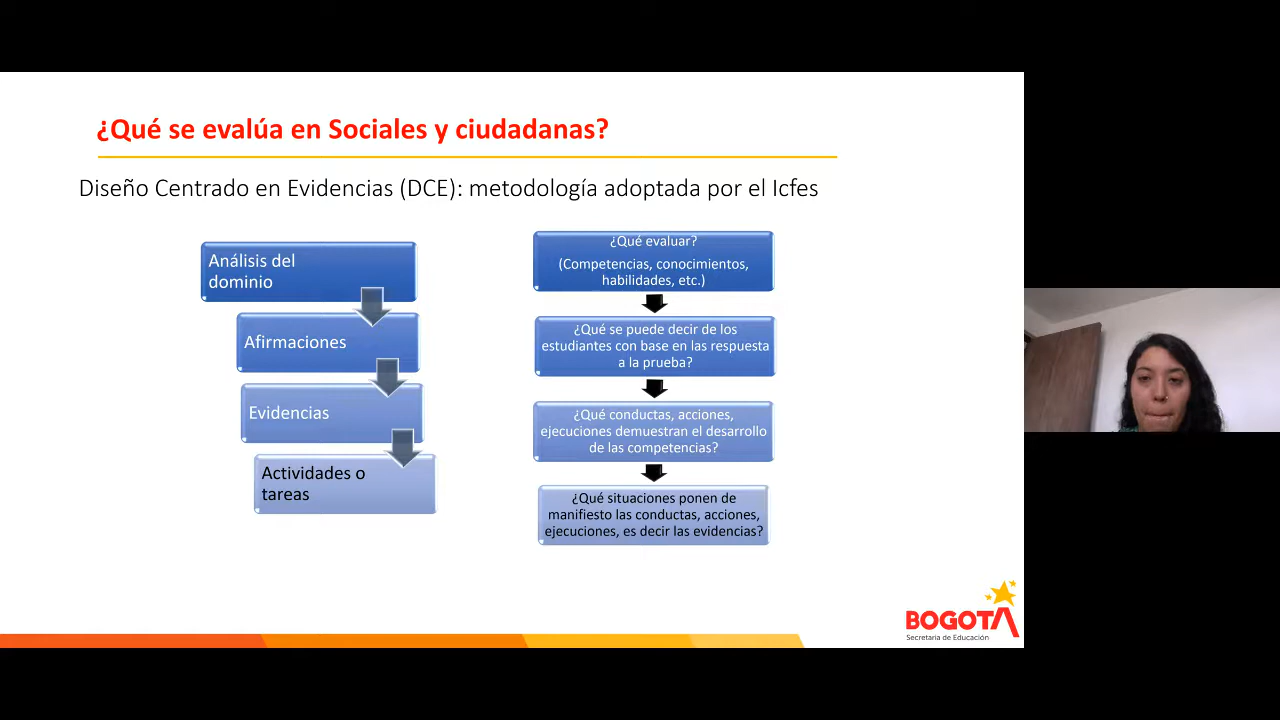 ¿Qué se evalúa en Sociales y ciudadanas?
Diseño Centrado en Evidencias (DCE): metodología adoptada por el Icfes
Análisis del
dominio
Afirmaciones
Evidencias
Actividades o
tareas
¿Qué evaluar?
(Competencias, conocimientos,
habilidades, etc.)
¿Qué se puede decir de los
estudiantes con base en las respuesta
a la prueba?
¿Qué conductas, acciones,
ejecuciones demuestran el desarrollo
de las competencias?
¿Qué situaciones ponen de
manifiesto las conductas, acciones,
ejecuciones, es decir las evidencias?
BOGOTA
Secretaría de Educación